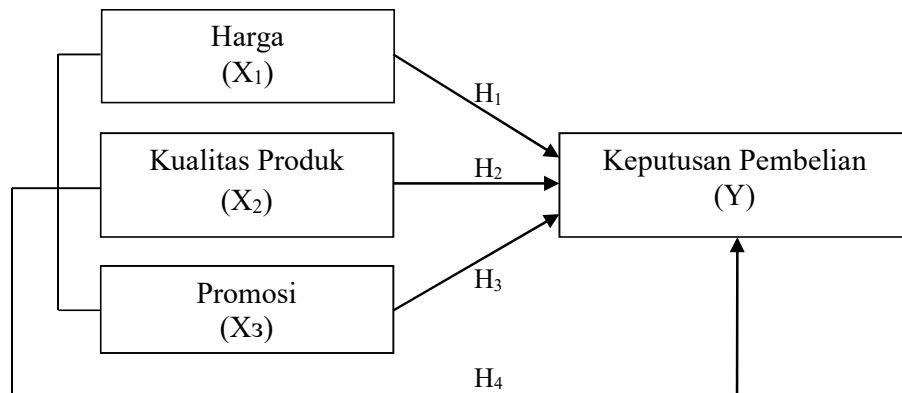 Harga
(X₁)
H₁
Kualitas Produk
(X₂)
H₂
Keputusan Pembelian
(Y)
Promosi
(X₃)
H₃
H₄